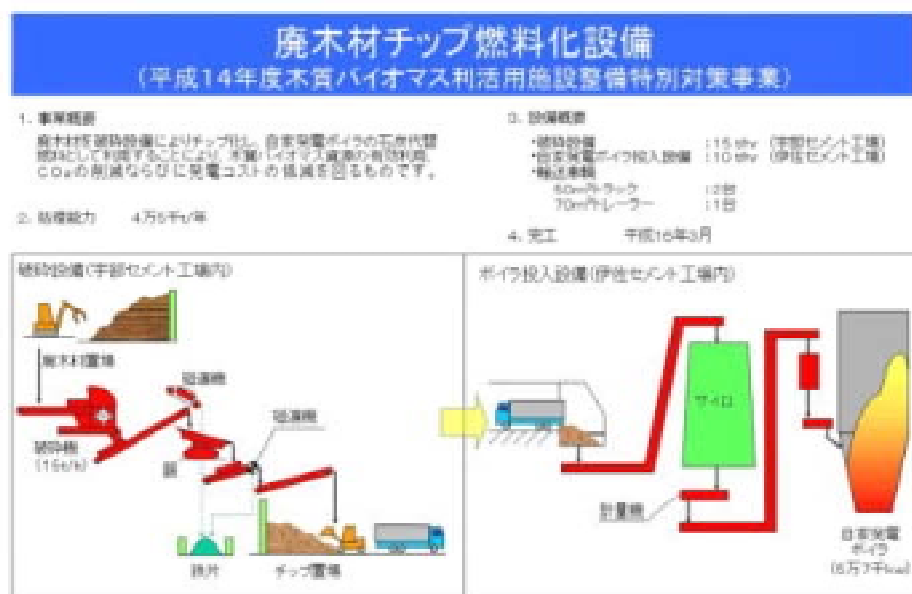 廃木材チップ燃料化設備
(平成14年度木質バイオマス利活用施設整備特別対策事業)
1. 事業概要
廃木材を破砕設備によりチップ化し、自家発電ボイラの石炭代替
燃料として利用することにより、木質バイオマス資源の有効利用、
CO₂の削減ならびに発電コストの低減を図るものです。
2. 処理能力 4万5千t/年
3. 設備概要
・破砕設備 :15t/hr (宇部セメント工場)
・自家発電ボイラ投入設備 :10t/hr (伊佐セメント工場)
・輸送車輌
60m³トラック :2台
70m³トレーラー :1台
4. 完工 平成16年3月
破砕設備(宇部セメント工場内)
廃木材置場
磁選機
磁選機
破砕機
(15t/h)
篩
鉄片
チップ置場
ボイラ投入設備(伊佐セメント工場内)
サイロ
計量機
自家発電
ボイラ
(5万7千kw)